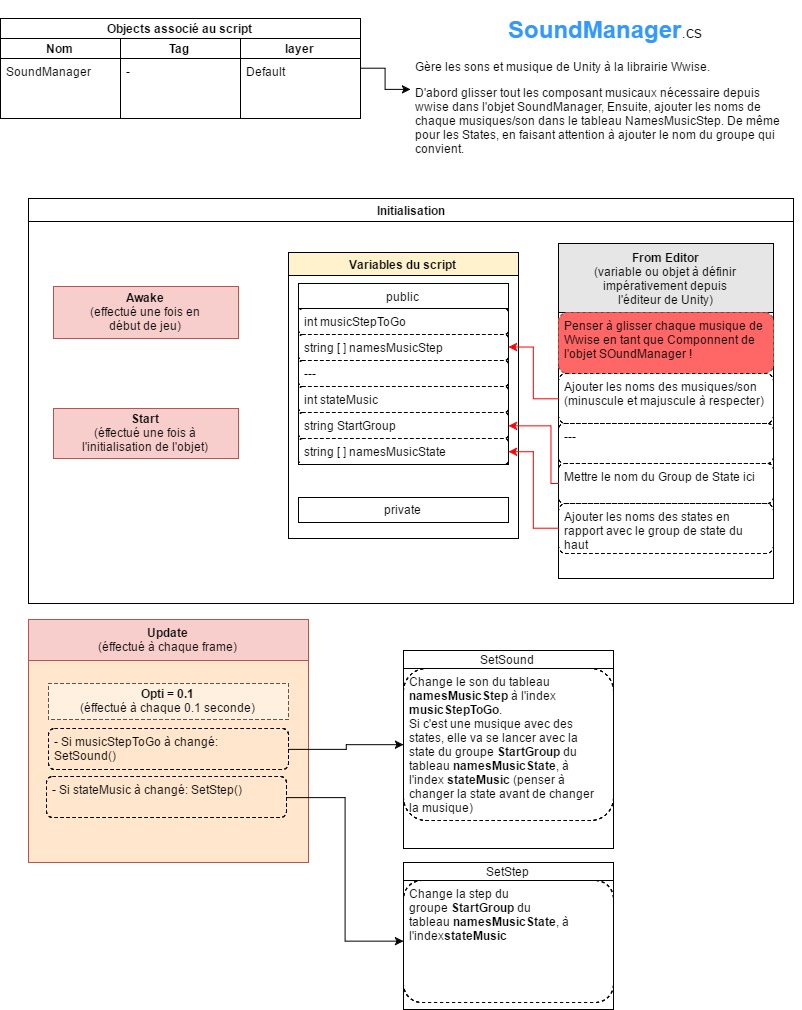 Objects associé au script
Nom Tag layer
SoundManager - Default
SoundManager.cs
Gère les sons et musique de Unity à la librairie Wwise.
D'abord glisser tout les composant musicaux nécessaire depuis
wwise dans l'objet SoundManager, Ensuite, ajouter les noms de
chaque musiques/son dans le tableau NamesMusicStep. De même
pour les States, en faisant attention à ajouter le nom du groupe qui
convient.
Initialisation
Awake
(effectué une fois en
début de jeu)
Start
(éffectué une fois à
l'initialisation de l'objet)
Variables du script
public
int musicStepToGo
string [ ] namesMusicStep
---
int stateMusic
string StartGroup
string [ ] namesMusicState
private
From Editor
(variable ou objet à définir
impérativement depuis
l'éditeur de Unity)
Penser à glisser chaque musique de
Wwise en tant que Componnent de
l'objet SOundManager !
Ajouter les noms des musiques/son
(minuscule et majuscule à respecter)
---
Mettre le nom du Group de State ici
Ajouter les noms des states en
rapport avec le group de state du
haut
Update
(éffectué à chaque frame)
Opti = 0.1
(éffectué à chaque 0.1 seconde)
- Si musicStepToGo à changé:
SetSound()
- Si stateMusic à changé: SetStep()
SetSound
Change le son du tableau
namesMusicStep à l'index
musicStepToGo.
Si c'est une musique avec des
states, elle va se lancer avec la
state du groupe StartGroup du
tableau namesMusicState, à
l'index stateMusic (penser à
changer la state avant de changer
la musique)
SetStep
Change la step du
groupe StartGroup du
tableau namesMusicState, à
l'indexstateMusic